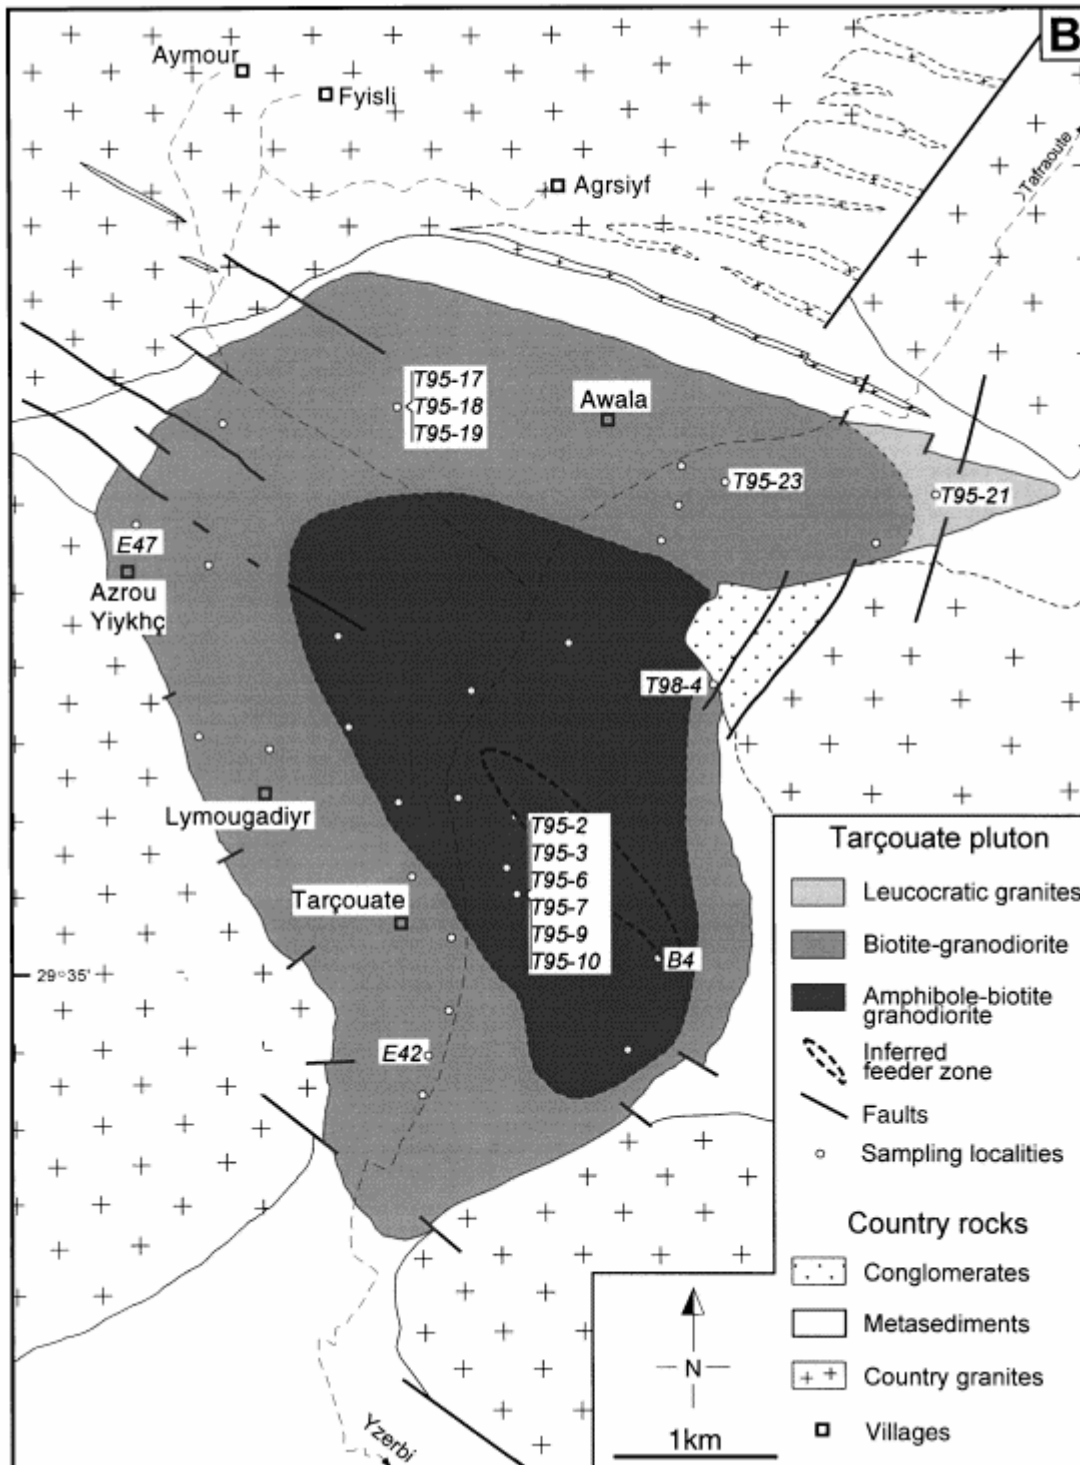 B
Aymour
Fyisli
Agrsiyf
Tafraoute
T95-17
T95-18
T95-19
Awala
T95-23
T95-21
E47
Azrou
Yiykhç
T98-4
Lymougadiyr
T95-2
T95-3
T95-6
T95-7
T95-9
T95-10
Tarçouate
B4
29°35'
E42
Yzerbi
Tarçouate pluton
Leucocratic granites
Biotite-granodiorite
Amphibole-biotite
granodiorite
Inferred
feeder zone
Faults
Sampling localities
Country rocks
Conglomerates
Metasediments
Country granites
Villages
N
1km